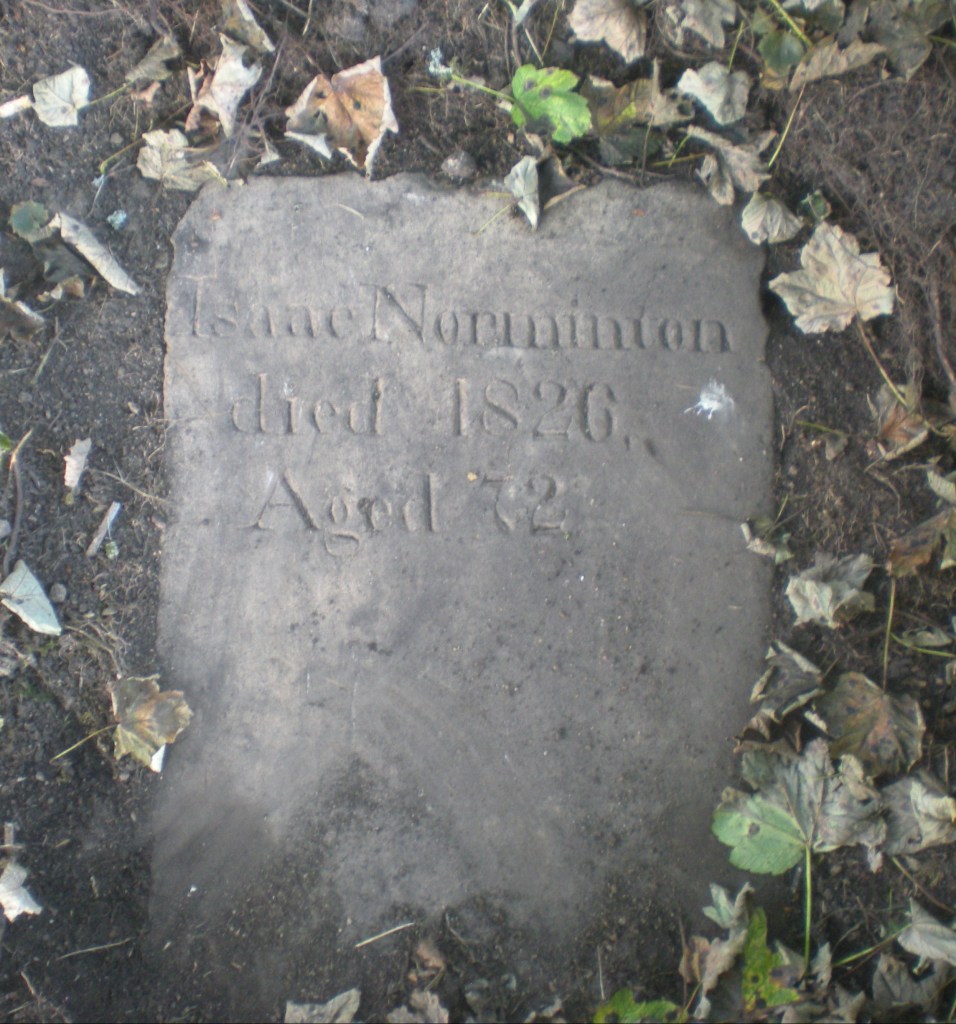 Isaac Norminton
died 1826,
Aged 72